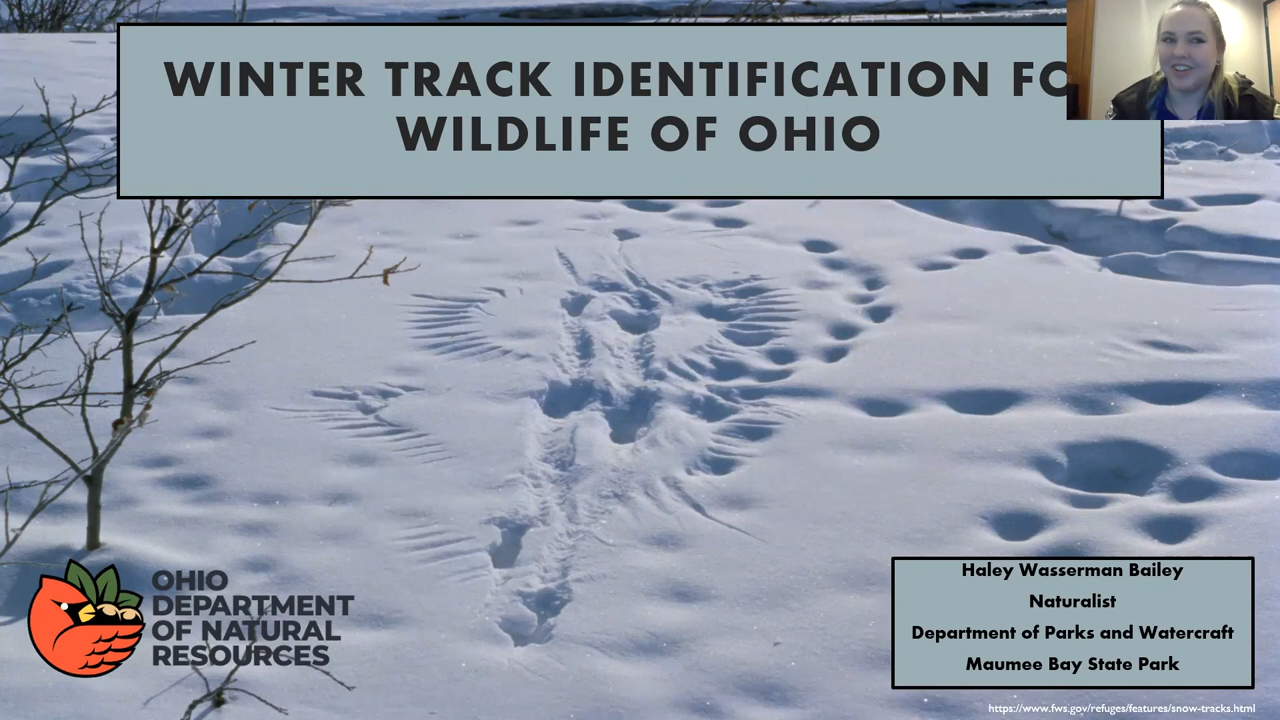 WINTER TRACK IDENTIFICATION FO
WILDLIFE OF OHIO
OHIO
DEPARTMENT
OF NATURAL
RESOURCES
Haley Wasserman Bailey
Naturalist
Department of Parks and Watercraft
Maumee Bay State Park
https://www.fws.gov/refuges/features/snow-tracks.html